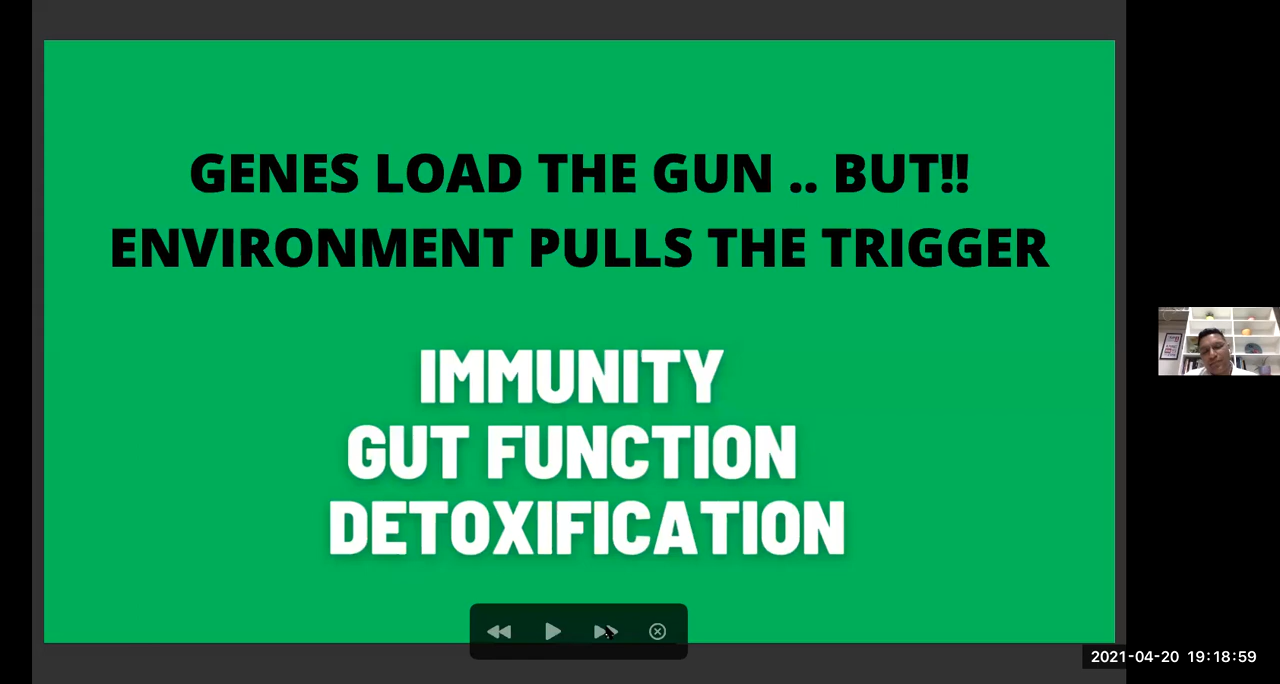 GENES LOAD THE GUN .. BUT!!
ENVIRONMENT PULLS THE TRIGGER
IMMUNITY
GUT FUNCTION
DETOXIFICATION
2021-04-20 19:18:59